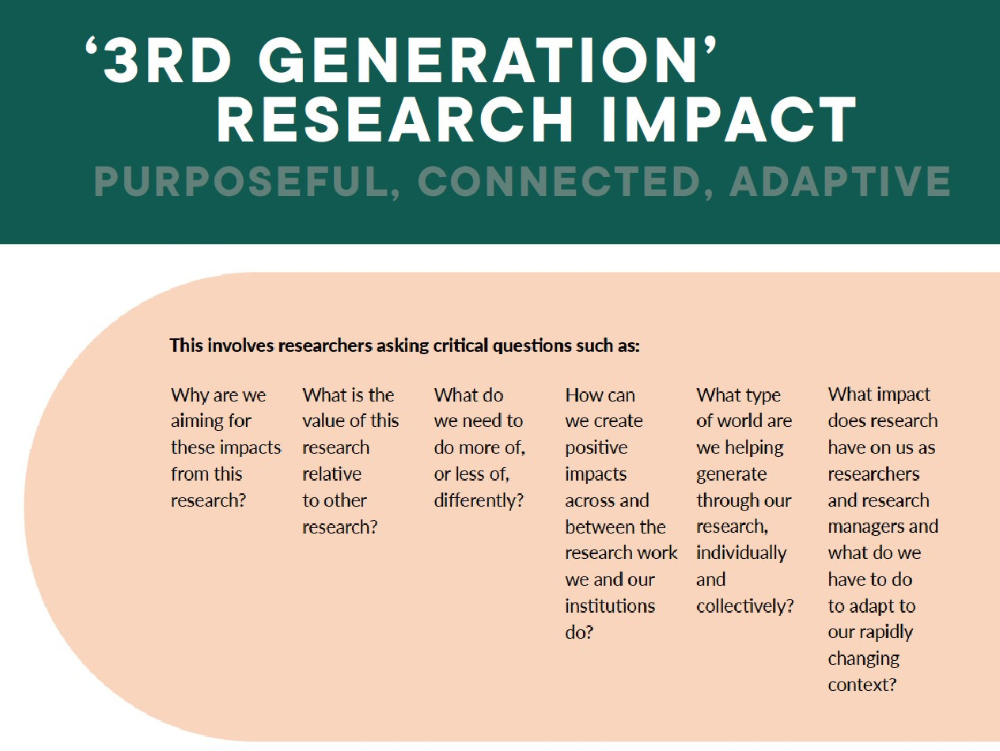 ‘3RD GENERATION’
RESEARCH IMPACT
PURPOSEFUL, CONNECTED, ADAPTIVE
This involves researchers asking critical questions such as:
Why are we
aiming for
these impacts
from this
research?
What is the
value of this
research
relative
to other
research?
What do
we need to
do more of,
or less of,
differently?
How can
we create
positive
impacts
across and
between the
research work
we and our
institutions
do?
What type
of world are
we helping
generate
through our
research,
individually
and
collectively?
What impact
does research
have on us as
researchers
and research
managers and
what do we
have to do
to adapt to
our rapidly
changing
context?